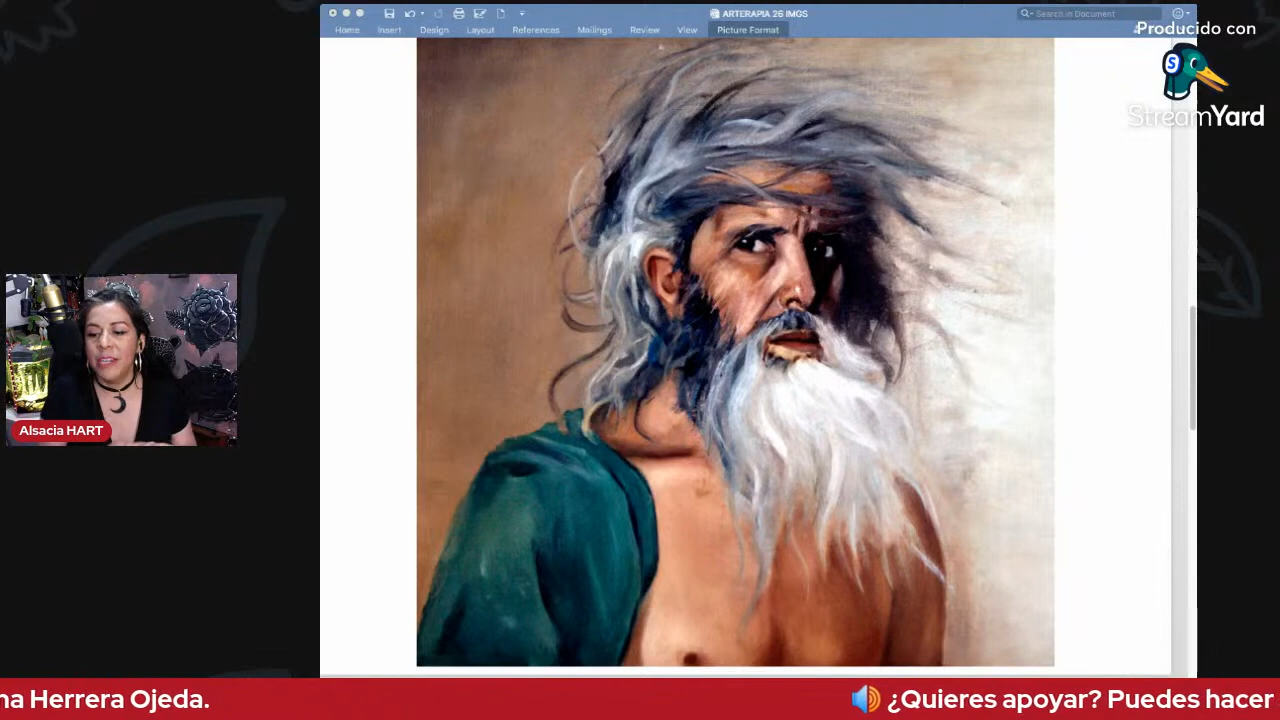 ARTERAPIA 26 IMGS
Search in Document
Home Insert Design Layout References Mailings Review View Picture Format
Producido con
S
StreamYard
Alsacia HART
na Herrera Ojeda.
¿Quieres apoyar? Puedes hacer